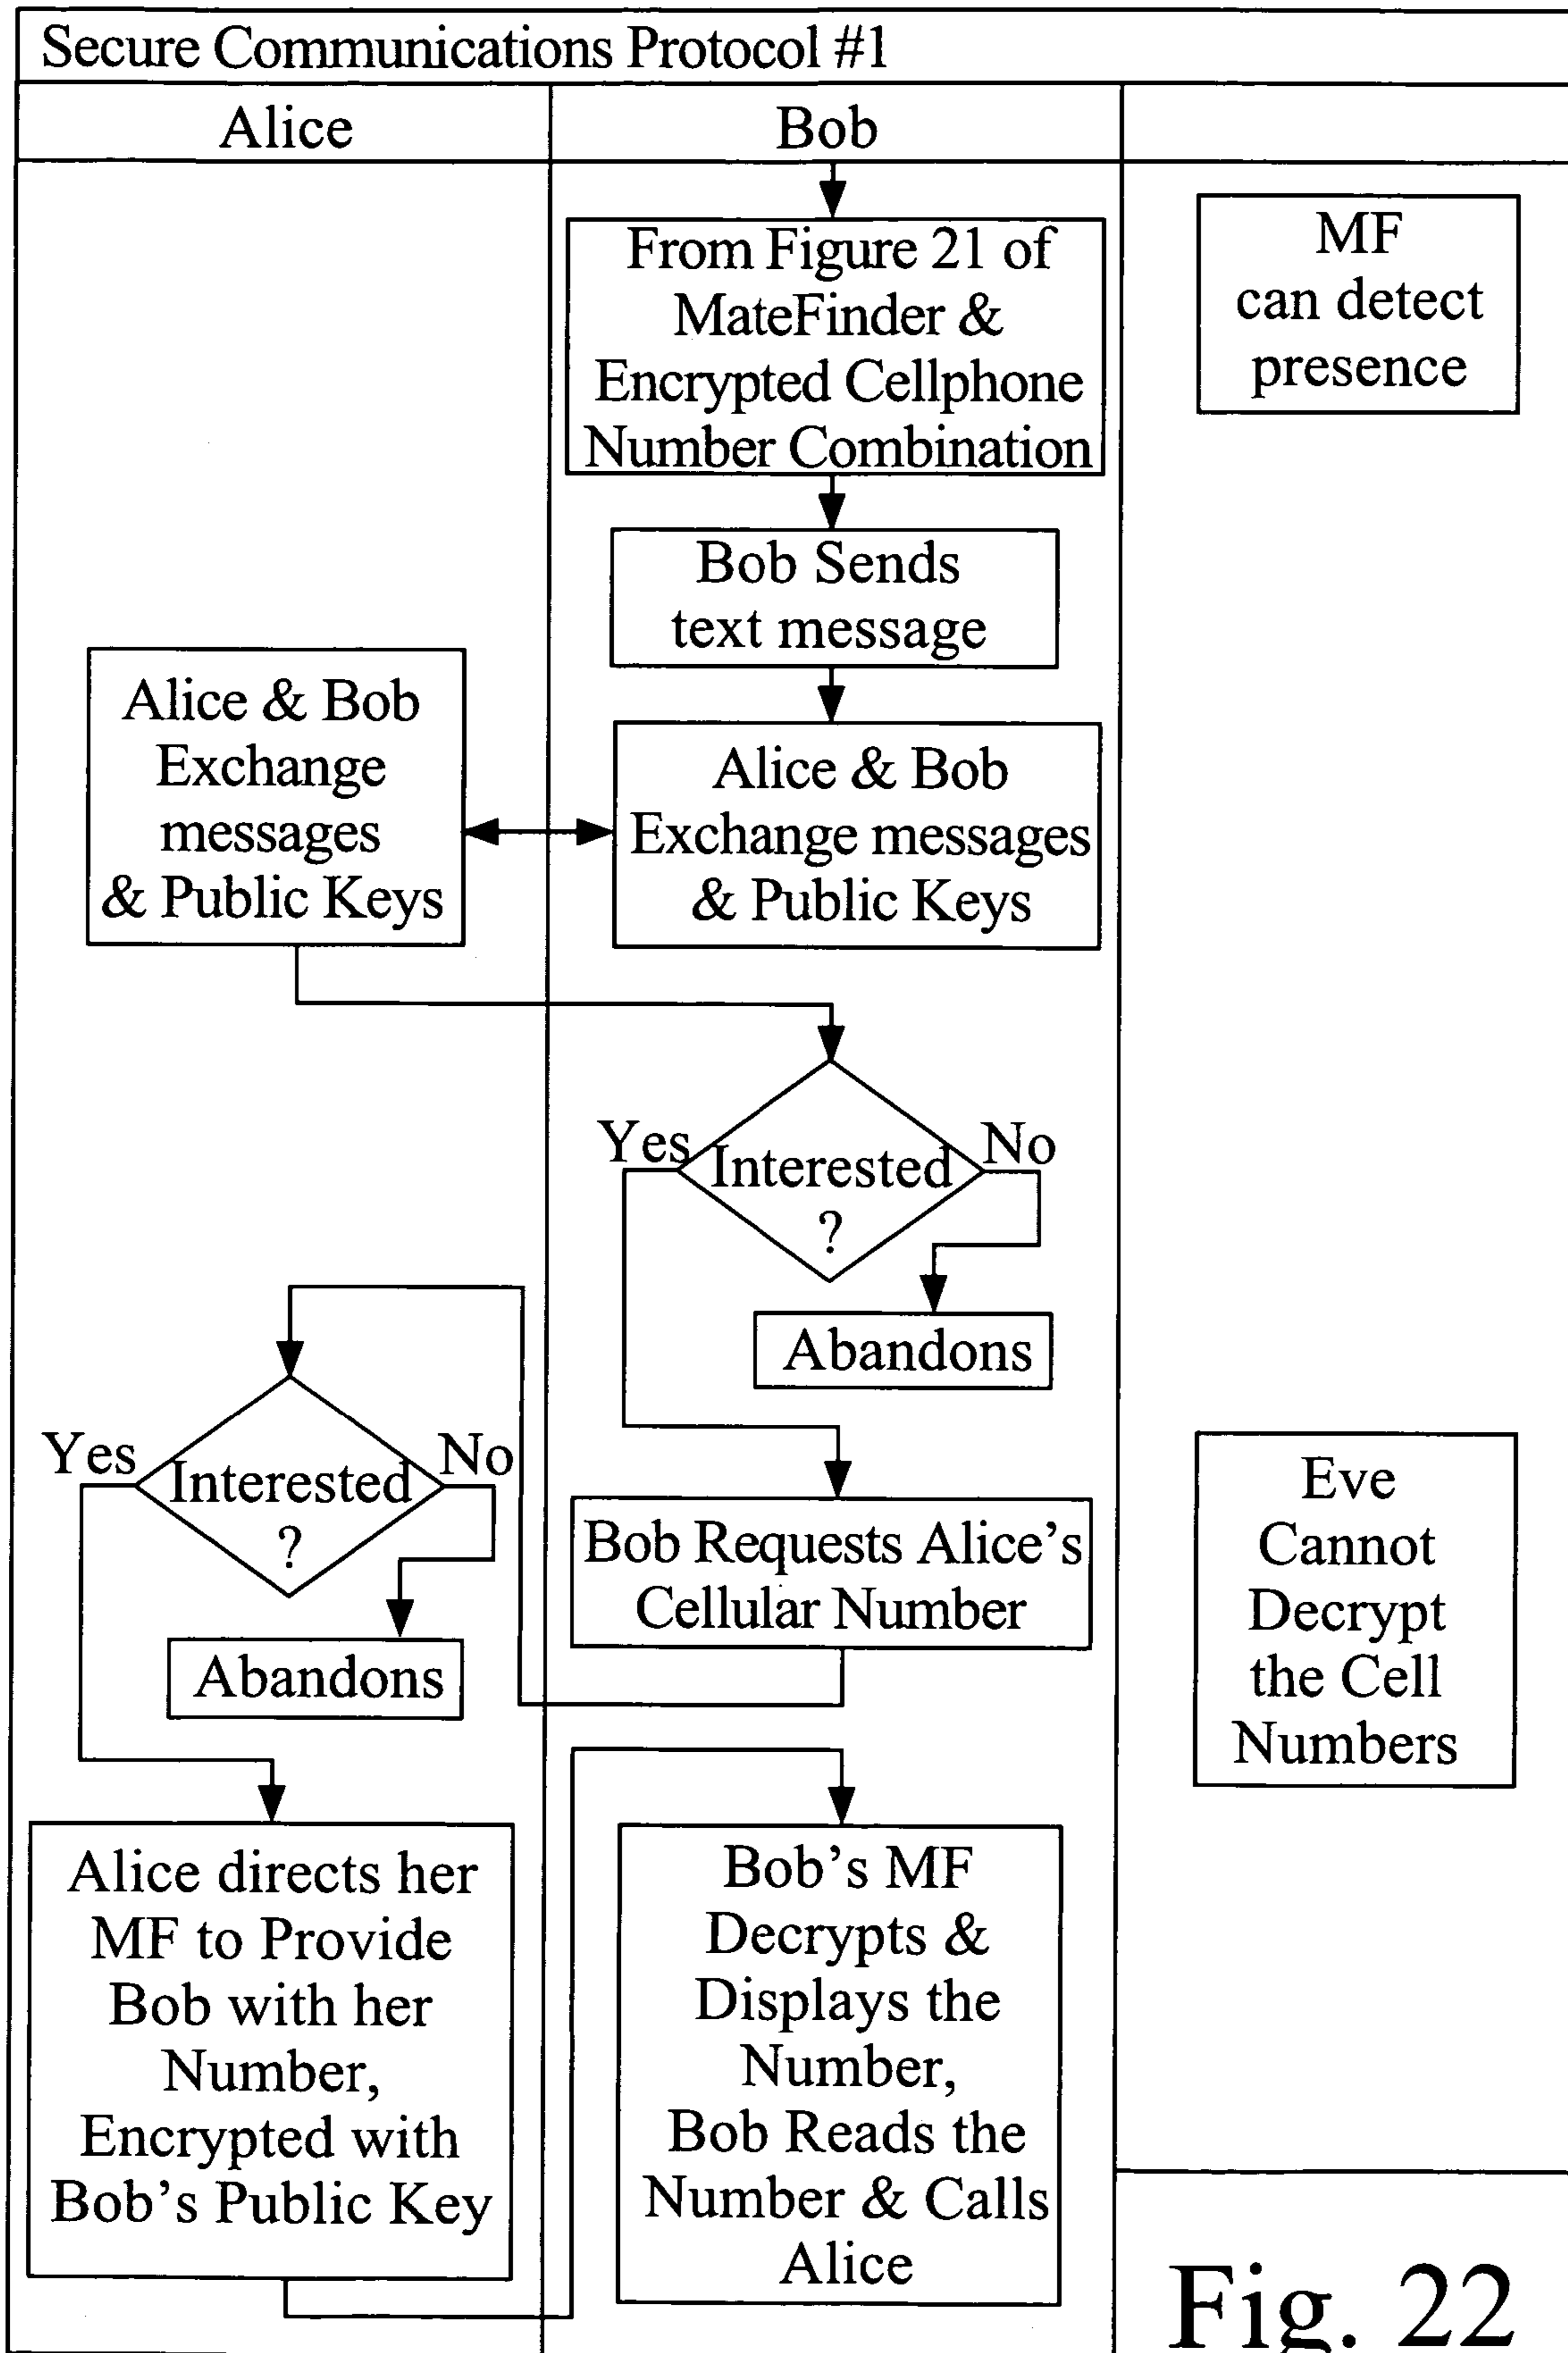 Secure Communications Protocol #1
Alice
Bob
From Figure 21 of
MateFinder &
Encrypted Cellphone
Number Combination
MF
can detect
presence
Bob Sends
text message
Alice & Bob
Exchange
messages
& Public Keys
Alice & Bob
Exchange messages
& Public Keys
Yes
Interested
?
No
Abandons
Yes
Interested
?
No
Abandons
Bob Requests Alice's
Cellular Number
Eve
Cannot
Decrypt
the Cell
Numbers
Alice directs her
MF to Provide
Bob with her
Number,
Encrypted with
Bob's Public Key
Bob's MF
Decrypts &
Displays the
Number,
Bob Reads the
Number & Calls
Alice
Fig. 22